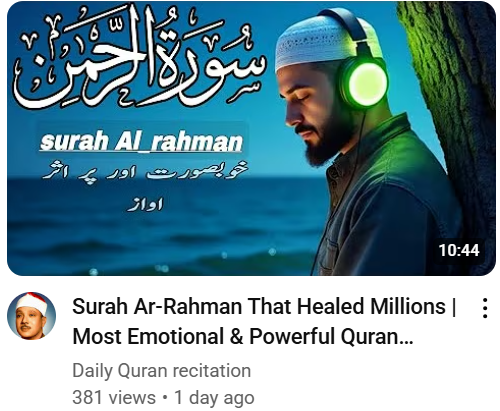 سُورَةُ الرَّحْمٰن
surah Al_rahman
خوبصورت اور پر اثر
اواز
10:44
Surah Ar-Rahman That Healed Millions |
Most Emotional & Powerful Quran...
Daily Quran recitation
381 views • 1 day ago